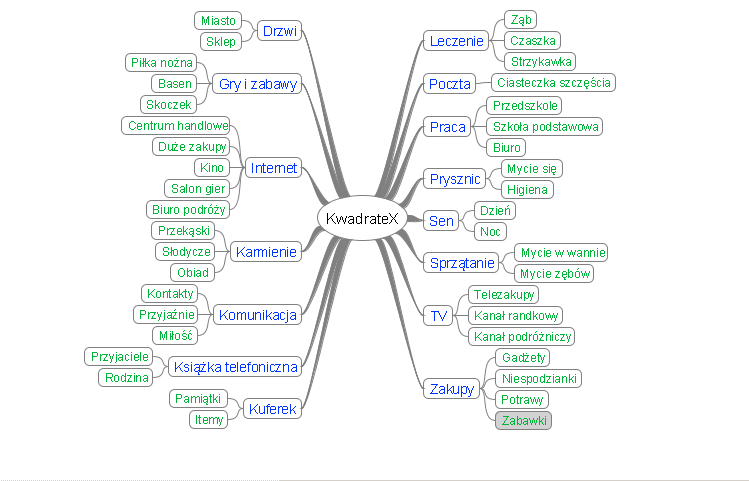 KwadrateX
Drzwi
Miasto
Sklep
Gry i zabawy
Piłka nożna
Basen
Skoczek
Internet
Centrum handlowe
Duże zakupy
Kino
Salon gier
Biuro podróży
Karmienie
Przekąski
Słodycze
Obiad
Komunikacja
Kontakty
Przyjaźnie
Miłość
Książka telefoniczna
Przyjaciele
Rodzina
Kuferek
Pamiątki
Itemy
Leczenie
Ząb
Czaszka
Strzykawka
Poczta
Ciasteczka szczęścia
Praca
Przedszkole
Szkoła podstawowa
Biuro
Prysznic
Mycie się
Higiena
Sen
Dzień
Noc
Sprzątanie
Mycie w wannie
Mycie zębów
TV
Telezakupy
Kanał randkowy
Kanał podróżniczy
Zakupy
Gadżety
Niespodzianki
Potrawy
Zabawki